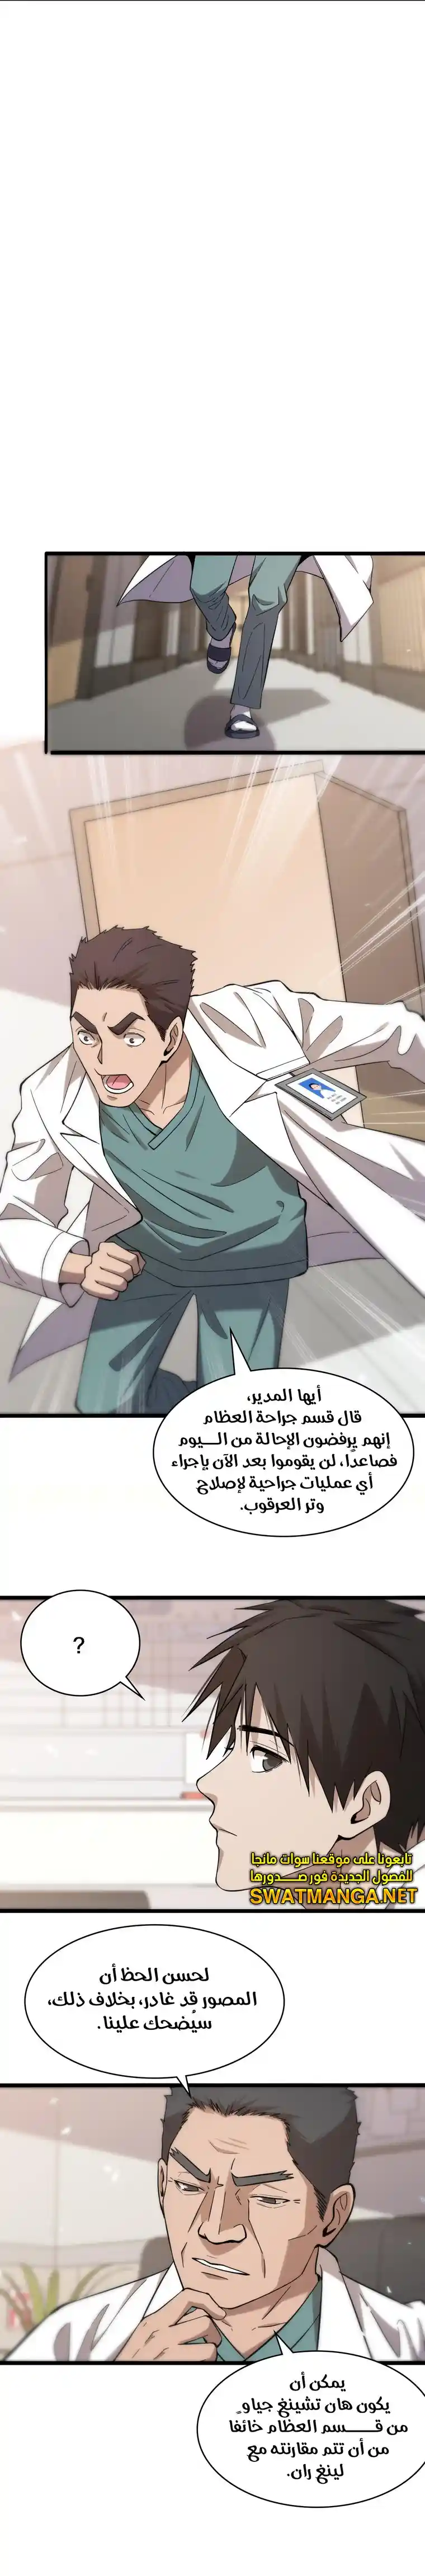 أيها المدير،
قال قسم جراحة العظام
إنهم يرفضون الإحالة من اليوم
فصاعدًا، لن يقوموا بعد الآن بإجراء
أي عمليات جراحية لإصلاح
وتر العرقوب.
?
تابعونا على موقعنا سوات مانجا
للفصول الجديدة فور صدورها
SWATMANGA.NET
لحسن الحظ أن
المصور قد غادر، بخلاف ذلك،
سيُضحك علينا.
يمكن أن
يكون هان تشينغ جياو
من قسم العظام خائفًا
من أن تتم مقارنته مع
لينغ ران.